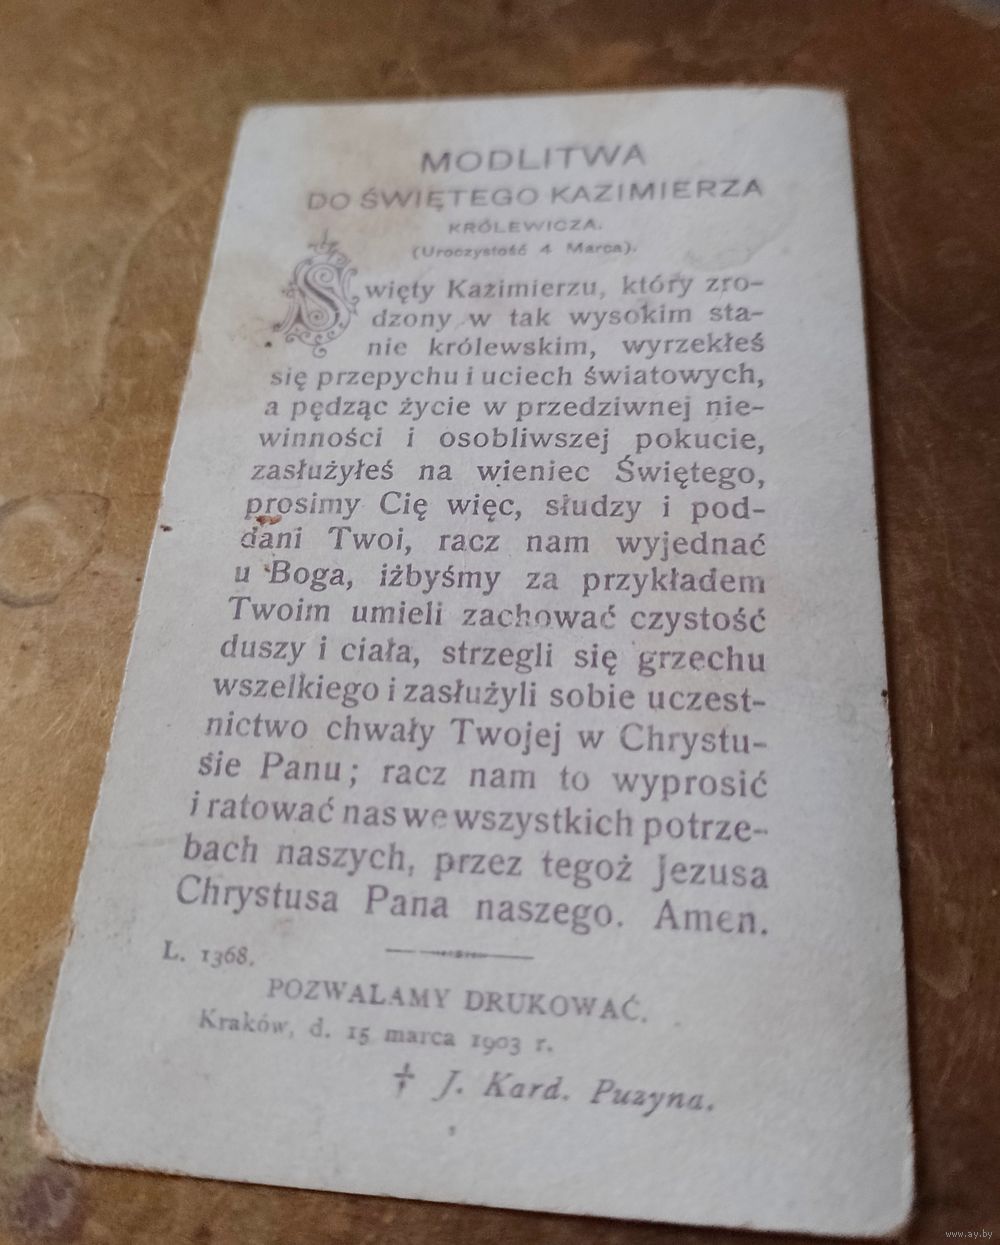 MODLITWA
DO ŚWIĘTEGO KAZIMIERZA
KRÓLEWICZA.
(Uroczystość 4 Marca).
Święty Kazimierzu, który zro-
dzony w tak wysokim sta-
nie królewskim, wyrzekłeś
się przepychu i uciech światowych,
a pędząc życie w przedziwnej nie-
winności i osobliwszej pokucie,
zasłużyłeś na wieniec Świętego,
prosimy Cię więc, słudzy i pod-
dani Twoi, racz nam wyjednać
u Boga, iżbyśmy za przykładem
Twoim umieli zachować czystość
duszy i ciała, strzegli się grzechu
wszelkiego i zasłużyli sobie uczest-
nictwo chwały Twojej w Chrystu-
sie Panu; racz nam to wyprosić
i ratować nas we wszystkich potrze-
bach naszych, przez tegoż Jezusa
Chrystusa Pana naszego. Amen.
L. 1368.
POZWALAMY DRUKOWAĆ.
Kraków, d. 15 marca 1903 r.
† J. Kard. Puzyna.
www.ay.by